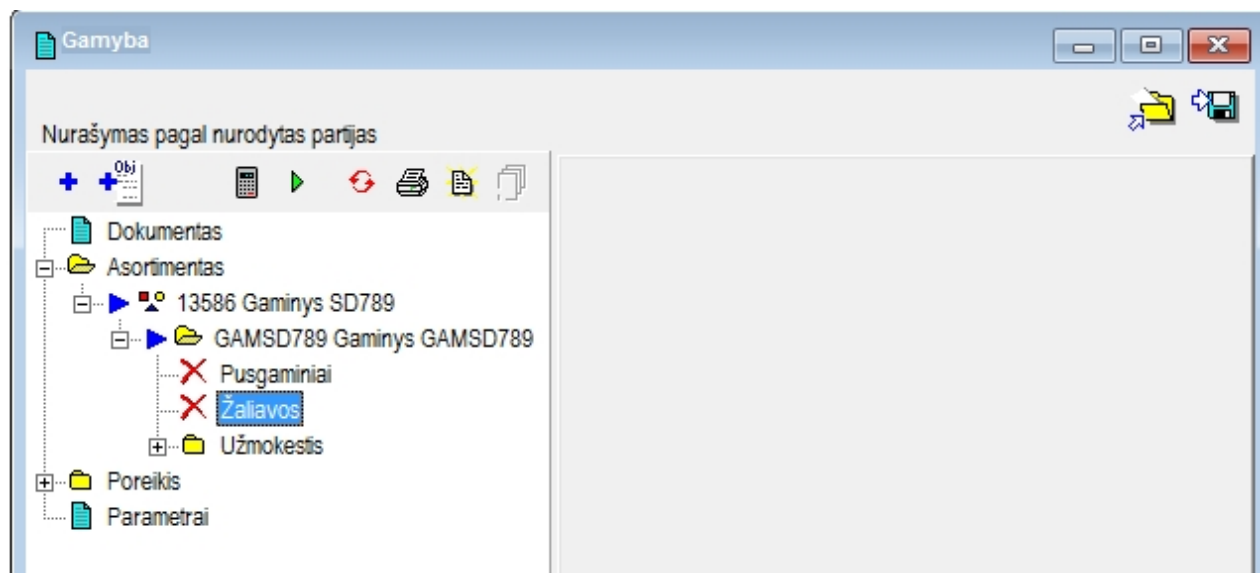 Gamyba
Nurašymas pagal nurodytas partijas
Obj
Dokumentas
Asortimentas
13586 Gaminys SD789
GAMSD789 Gaminys GAMSD789
Pusgaminiai
Žaliavos
Užmokestis
Poreikis
Parametrai